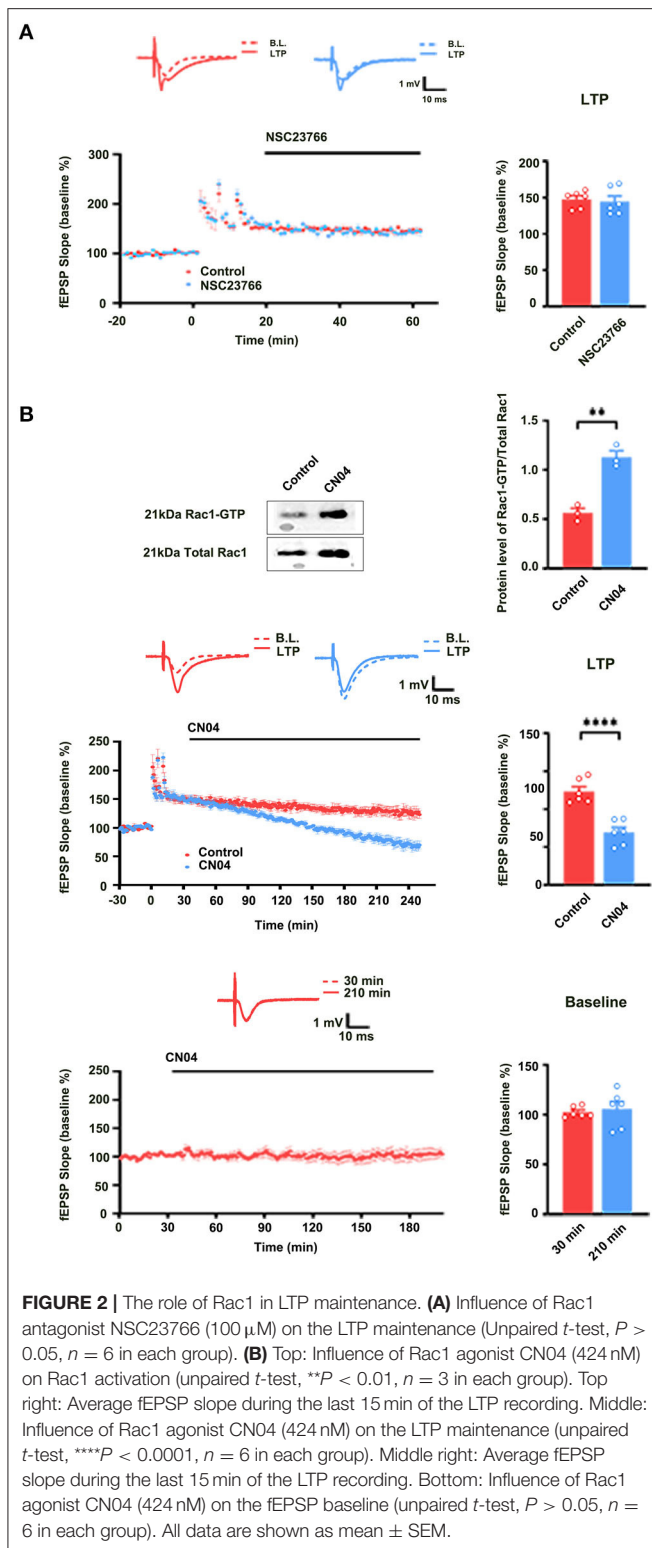 A
B.L.
LTP
B.L.
LTP
1 mV
10 ms
LTP
NSC23766
fEPSP Slope (baseline %)
300
200
100
0
Control
NSC23766
-20
0
20
40
60
Time (min)
fEPSP Slope (baseline %)
200
150
100
50
0
Control
NSC23766
B
Control
CN04
21kDa Rac1-GTP
21kDa Total Rac1
Protein level of Rac1-GTP/Total Rac1
1.5
1.0
0.5
0.0
**
Control
CN04
B.L.
LTP
B.L.
LTP
1 mV
10 ms
LTP
CN04
fEPSP Slope (baseline %)
250
200
150
100
50
0
Control
CN04
-30
0
30
60
90
120
150
180
210
240
Time (min)
fEPSP Slope (baseline %)
150
100
50
0
****
Control
CN04
30 min
210 min
1 mV
10 ms
Baseline
CN04
fEPSP Slope (baseline %)
250
200
150
100
50
0
0
30
60
90
120
150
180
Time (min)
fEPSP Slope (baseline %)
150
100
50
0
30 min
210 min
FIGURE 2 | The role of Rac1 in LTP maintenance. (A) Influence of Rac1
antagonist NSC23766 (100 μM) on the LTP maintenance (Unpaired t-test, P >
0.05, n = 6 in each group). (B) Top: Influence of Rac1 agonist CN04 (424 nM)
on Rac1 activation (unpaired t-test, **P < 0.01, n = 3 in each group). Top
right: Average fEPSP slope during the last 15 min of the LTP recording. Middle:
Influence of Rac1 agonist CN04 (424 nM) on the LTP maintenance (unpaired
t-test, ****P < 0.0001, n = 6 in each group). Middle right: Average fEPSP
slope during the last 15 min of the LTP recording. Bottom: Influence of Rac1
agonist CN04 (424 nM) on the fEPSP baseline (unpaired t-test, P > 0.05, n =
6 in each group). All data are shown as mean ± SEM.